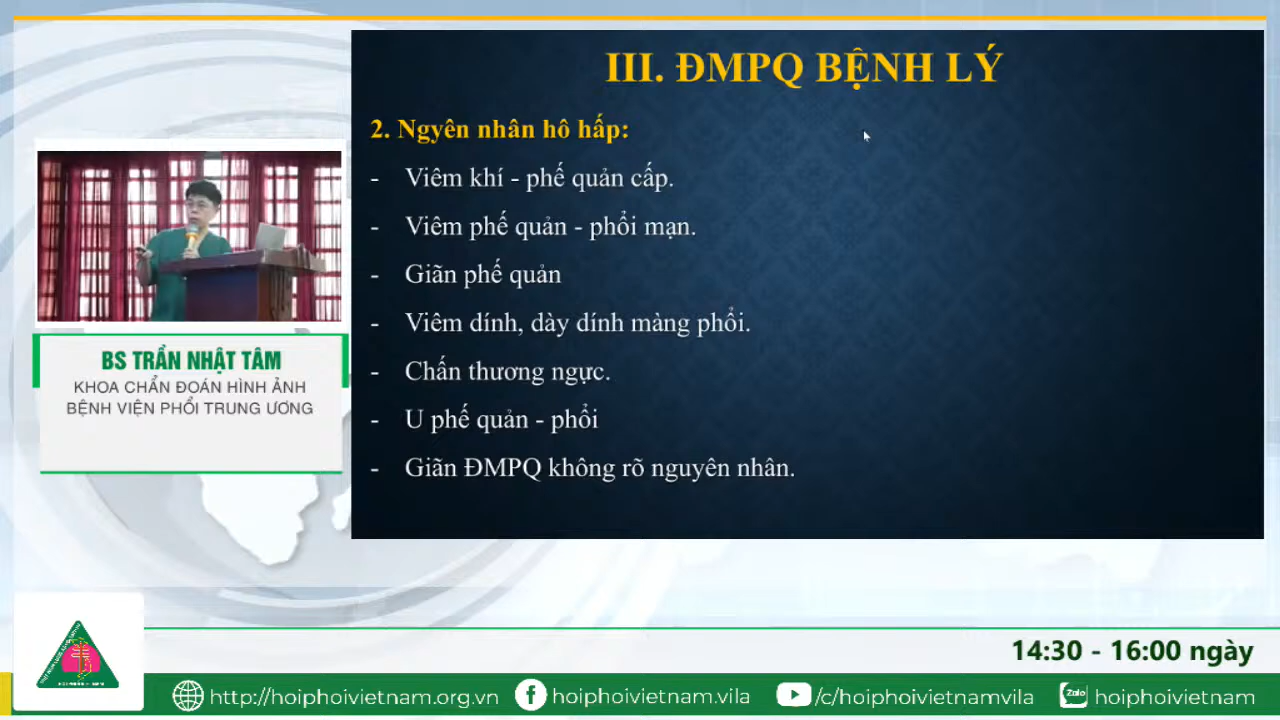 III. ĐMPQ BỆNH LÝ
2. Ngyên nhân hô hấp:
- Viêm khí - phế quản cấp.
- Viêm phế quản - phổi mạn.
- Giãn phế quản
- Viêm dính, dày dính màng phổi.
- Chấn thương ngực.
- U phế quản - phổi
- Giãn ĐMPQ không rõ nguyên nhân.
BS TRẦN NHẬT TÂM
KHOA CHẨN ĐOÁN HÌNH ẢNH
BỆNH VIỆN PHỔI TRUNG ƯƠNG
14:30 - 16:00 ngày
http://hoiphoivietnam.org.vn
hoiphoivietnam.vila
/c/hoiphoivietnamvila
Zalo
hoiphoivietnam